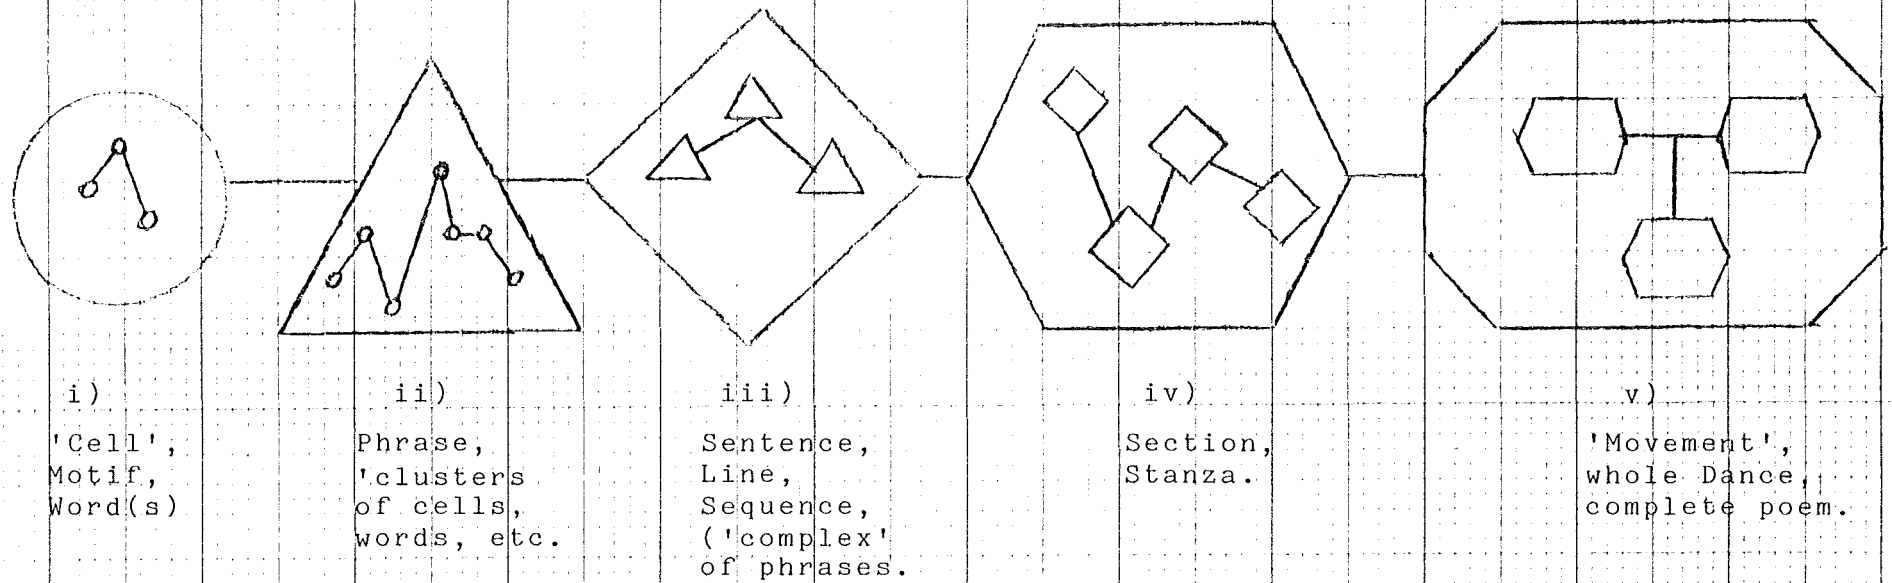 i)
'Cell',
Motif,
Word(s)
ii)
Phrase,
'clusters
of cells,
words, etc.
iii)
Sentence,
Line,
Sequence,
('complex'
of phrases.
iv)
Section,
Stanza.
v)
'Movement',
whole Dance,
complete poem.